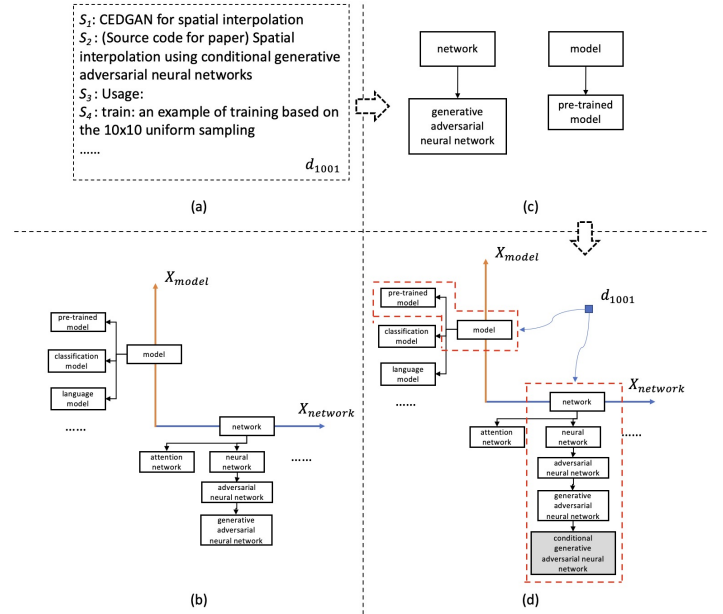 S1: CEDGAN for spatial interpolation
S2: (Source code for paper) Spatial
interpolation using conditional generative
adversarial neural networks
S3: Usage:
S4: train: an example of training based on
the 10x10 uniform sampling
......
d1001
(a)
network
model
generative
adversarial
neural network
pre-trained
model
(c)
Xmodel
pre-trained
model
classification
model
language
model
......
model
Xnetwork
network
attention
network
neural
network
......
adversarial
neural network
generative
adversarial
neural network
(b)
Xmodel
pre-trained
model
classification
model
language
model
......
model
d1001
Xnetwork
network
attention
network
neural
network
......
adversarial
neural network
generative
adversarial
neural network
conditional
generative
adversarial neural
network
(d)